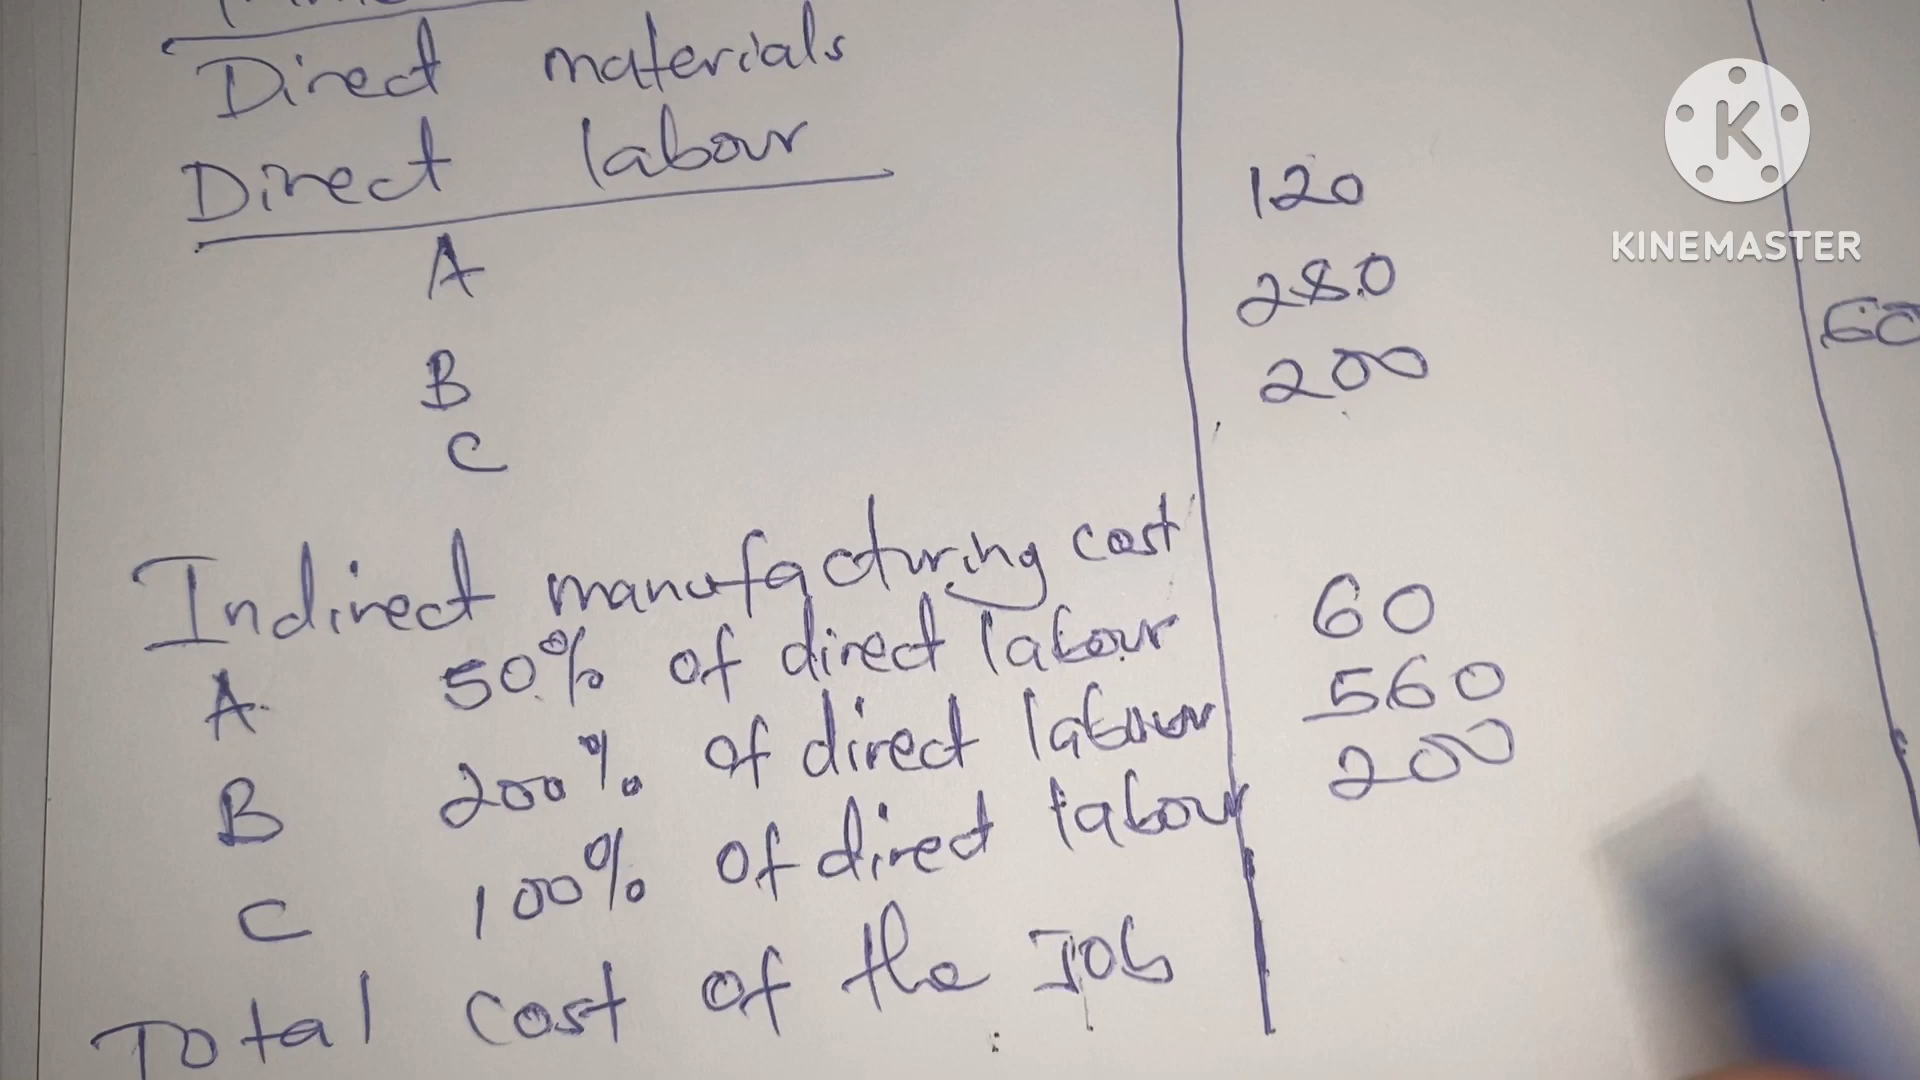 Direct materials
Direct labour
A 120
B 280
C 200
Indirect manufacturing cost
A 50% of direct labour 60
B 200% of direct labour 560
C 100% of direct labour 200
Total cost of the Job
K
KINEMASTER